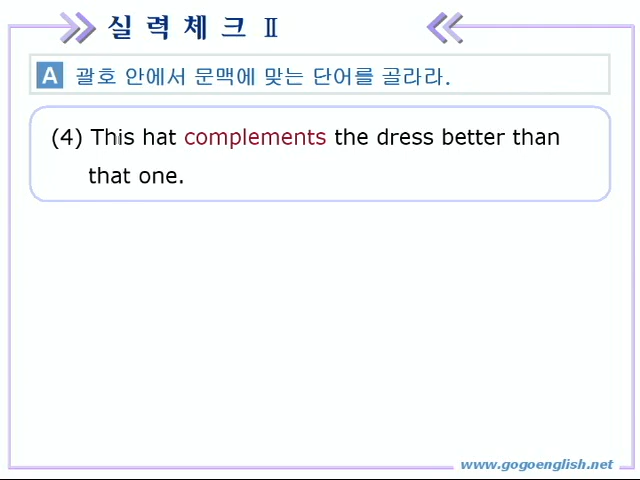 실력체크 Ⅱ
A 괄호 안에서 문맥에 맞는 단어를 골라라.
(4) This hat complements the dress better than
that one.
www.gogoenglish.net